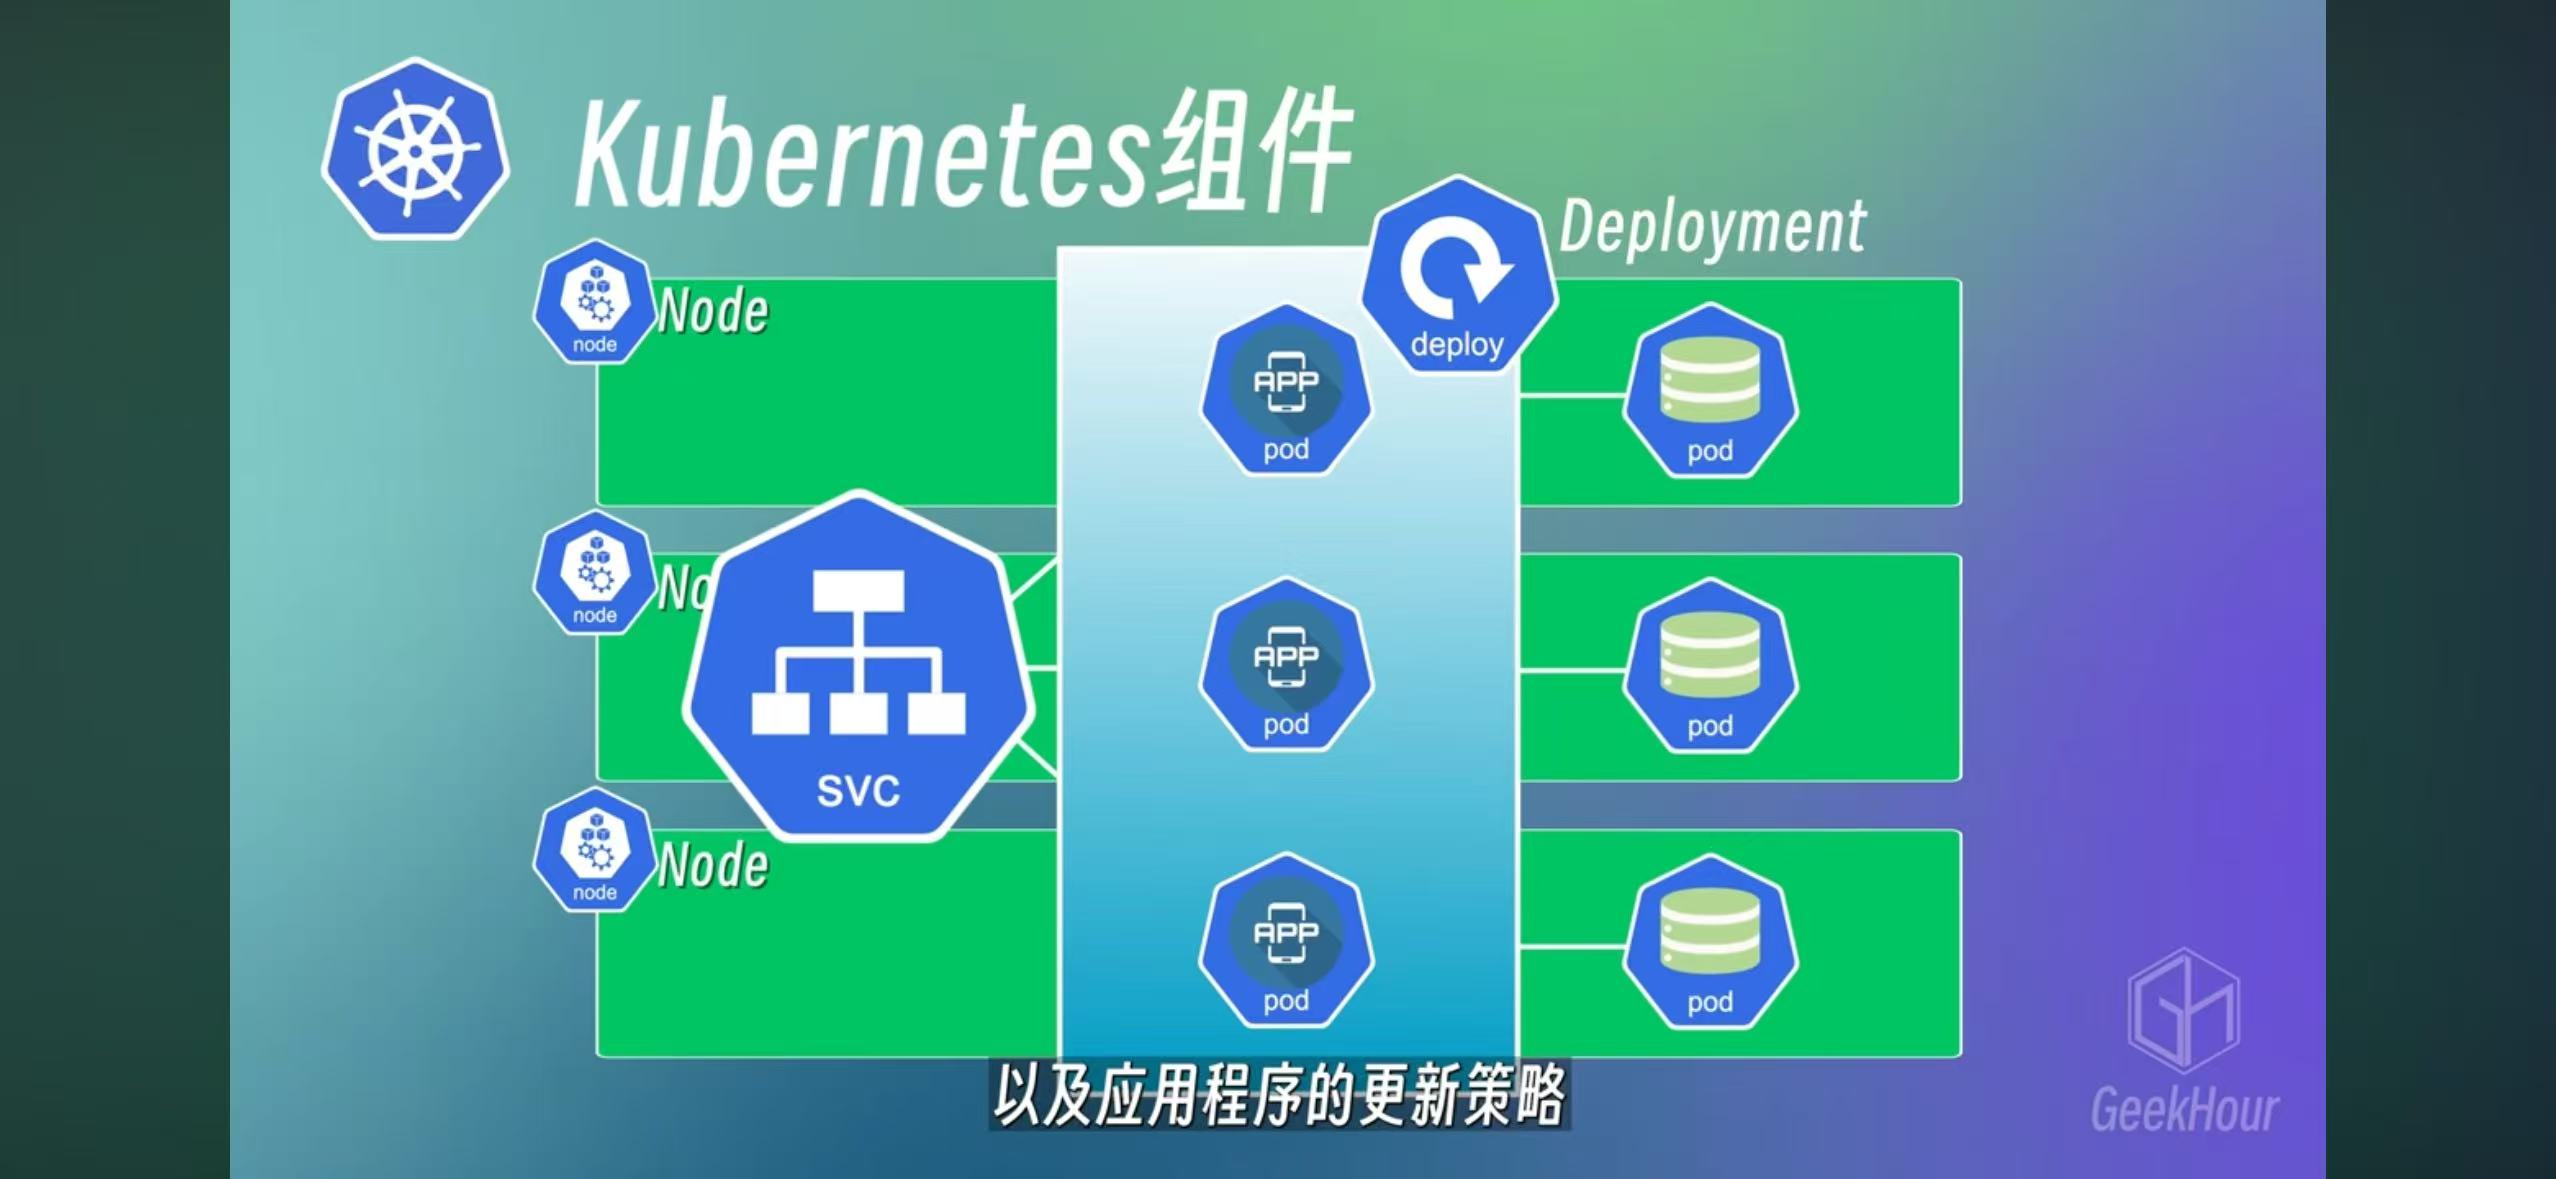 Kubernetes组件
Deployment
deploy
node
Node
APP
pod
pod
node
No
APP
pod
pod
svc
node
Node
APP
pod
pod
以及应用程序的更新策略
GeekHour